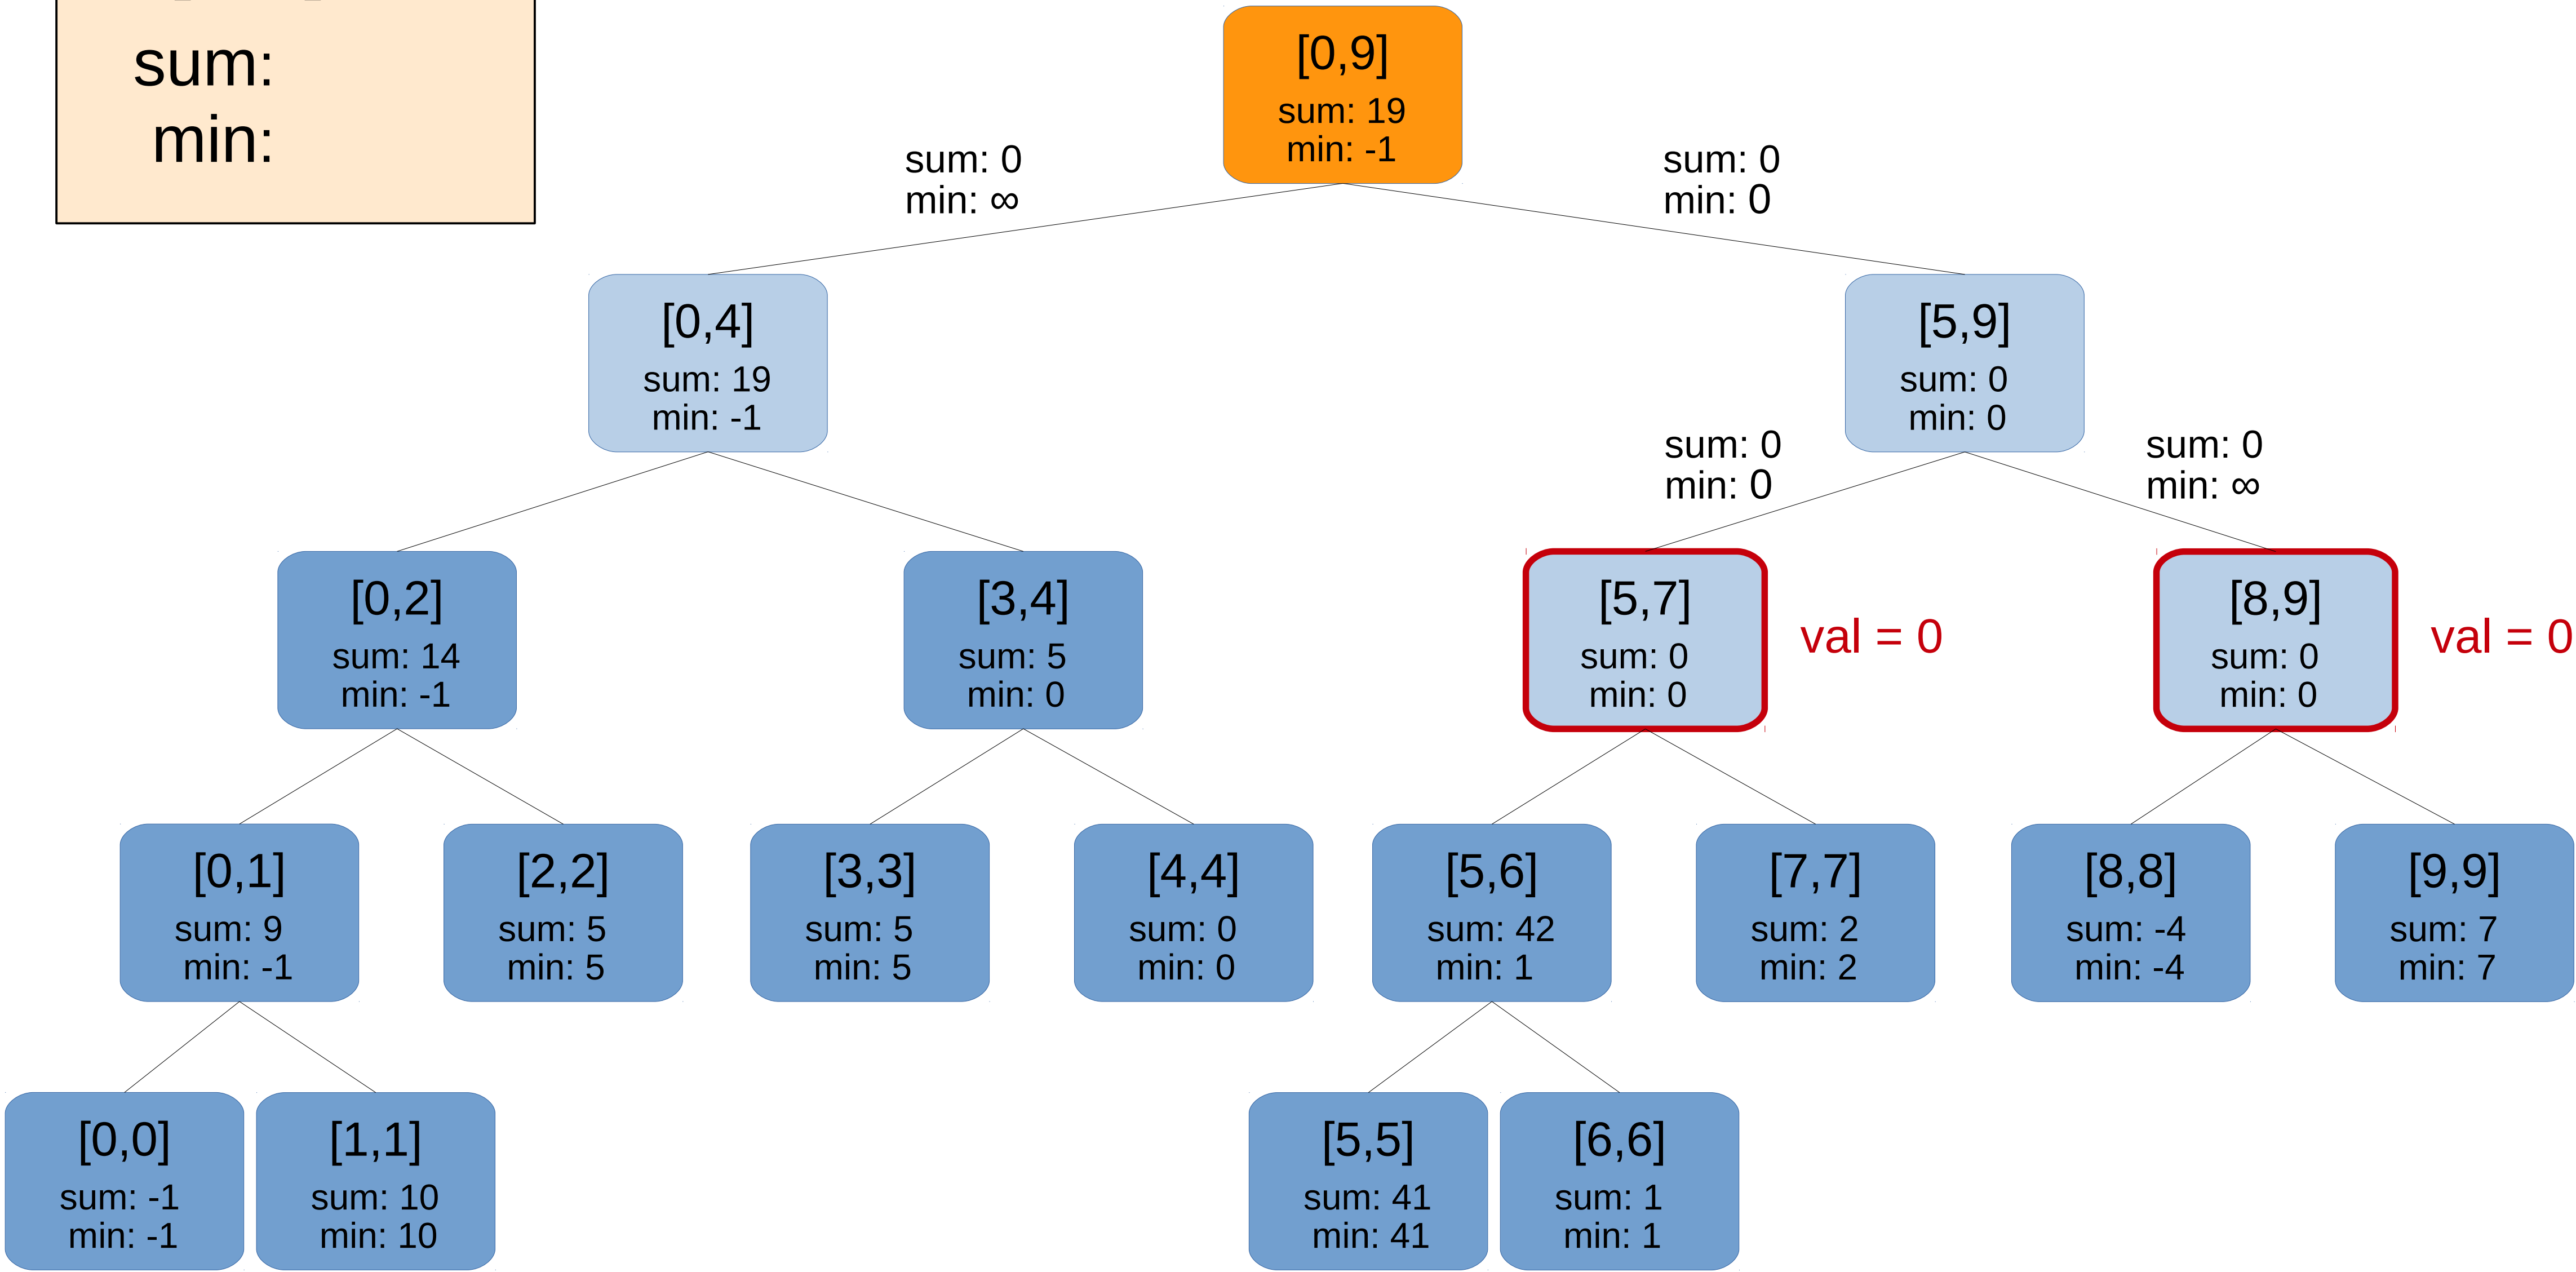 sum:
min:
[0,9]
sum: 19
min: -1
sum: 0
min: ∞
sum: 0
min: 0
[0,4]
sum: 19
min: -1
[5,9]
sum: 0
min: 0
sum: 0
min: 0
sum: 0
min: ∞
[0,2]
sum: 14
min: -1
[3,4]
sum: 5
min: 0
[5,7]
sum: 0
min: 0
val = 0
[8,9]
sum: 0
min: 0
val = 0
[0,1]
sum: 9
min: -1
[2,2]
sum: 5
min: 5
[3,3]
sum: 5
min: 5
[4,4]
sum: 0
min: 0
[5,6]
sum: 42
min: 1
[7,7]
sum: 2
min: 2
[8,8]
sum: -4
min: -4
[9,9]
sum: 7
min: 7
[0,0]
sum: -1
min: -1
[1,1]
sum: 10
min: 10
[5,5]
sum: 41
min: 41
[6,6]
sum: 1
min: 1